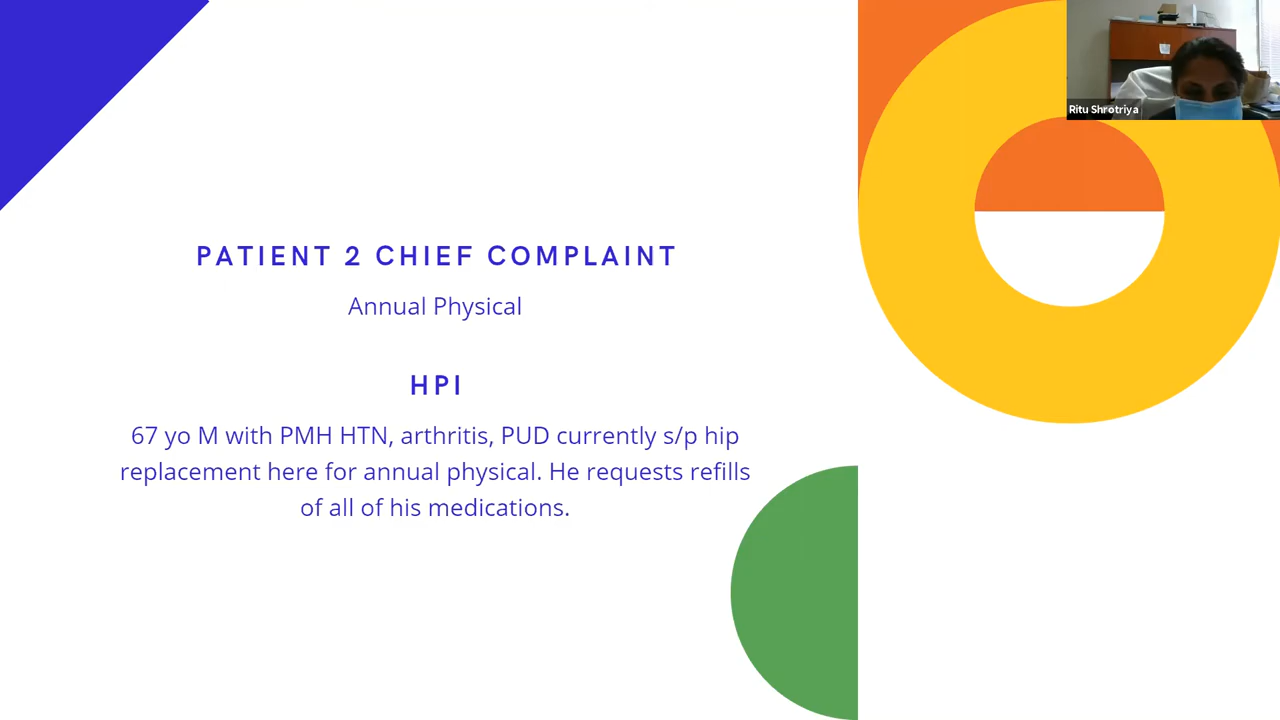 Ritu Shrotriya
PATIENT 2 CHIEF COMPLAINT
Annual Physical
HPI
67 yo M with PMH HTN, arthritis, PUD currently s/p hip
replacement here for annual physical. He requests refills
of all of his medications.